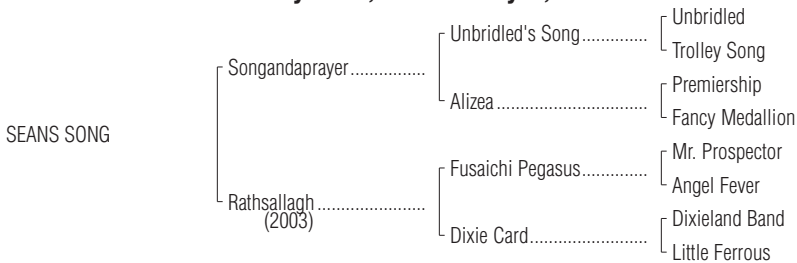 Unbridled
Unbridled's Song..............
Trolley Song
Songandaprayer................
Premiership
Alizea................................
Fancy Medallion
SEANS SONG
Mr. Prospector
Fusaichi Pegasus..............
Angel Fever
Rathsallagh.......................
(2003)
Dixieland Band
Dixie Card.........................
Little Ferrous